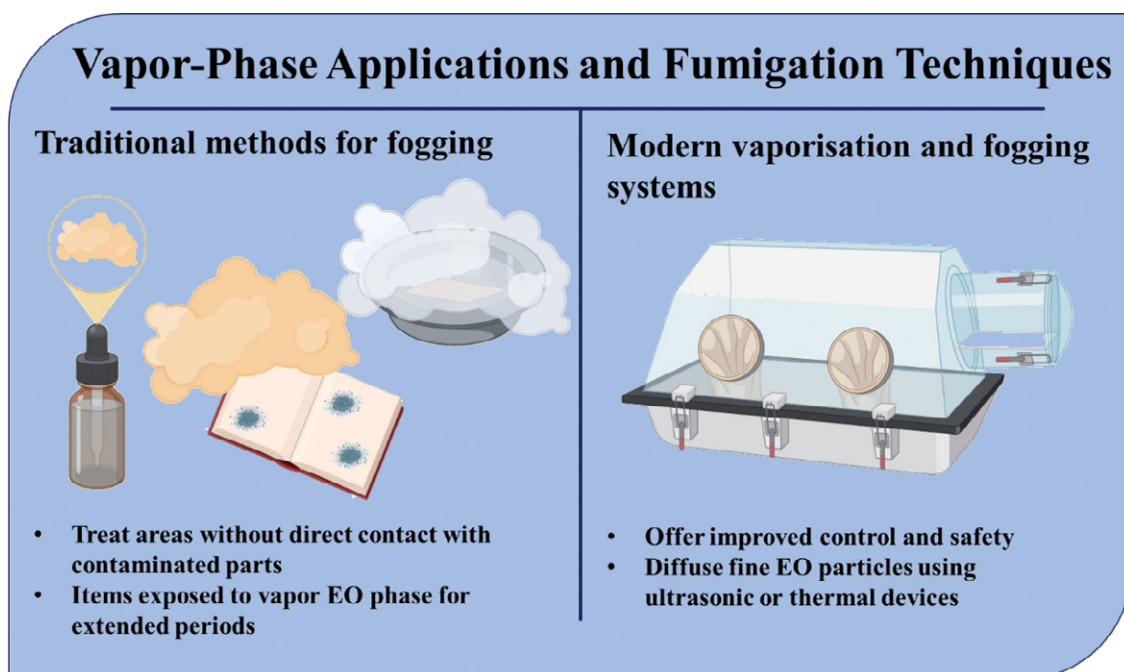 Vapor-Phase Applications and Fumigation Techniques
Traditional methods for fogging
• Treat areas without direct contact with
contaminated parts
• Items exposed to vapor EO phase for
extended periods
Modern vaporisation and fogging
systems
• Offer improved control and safety
• Diffuse fine EO particles using
ultrasonic or thermal devices